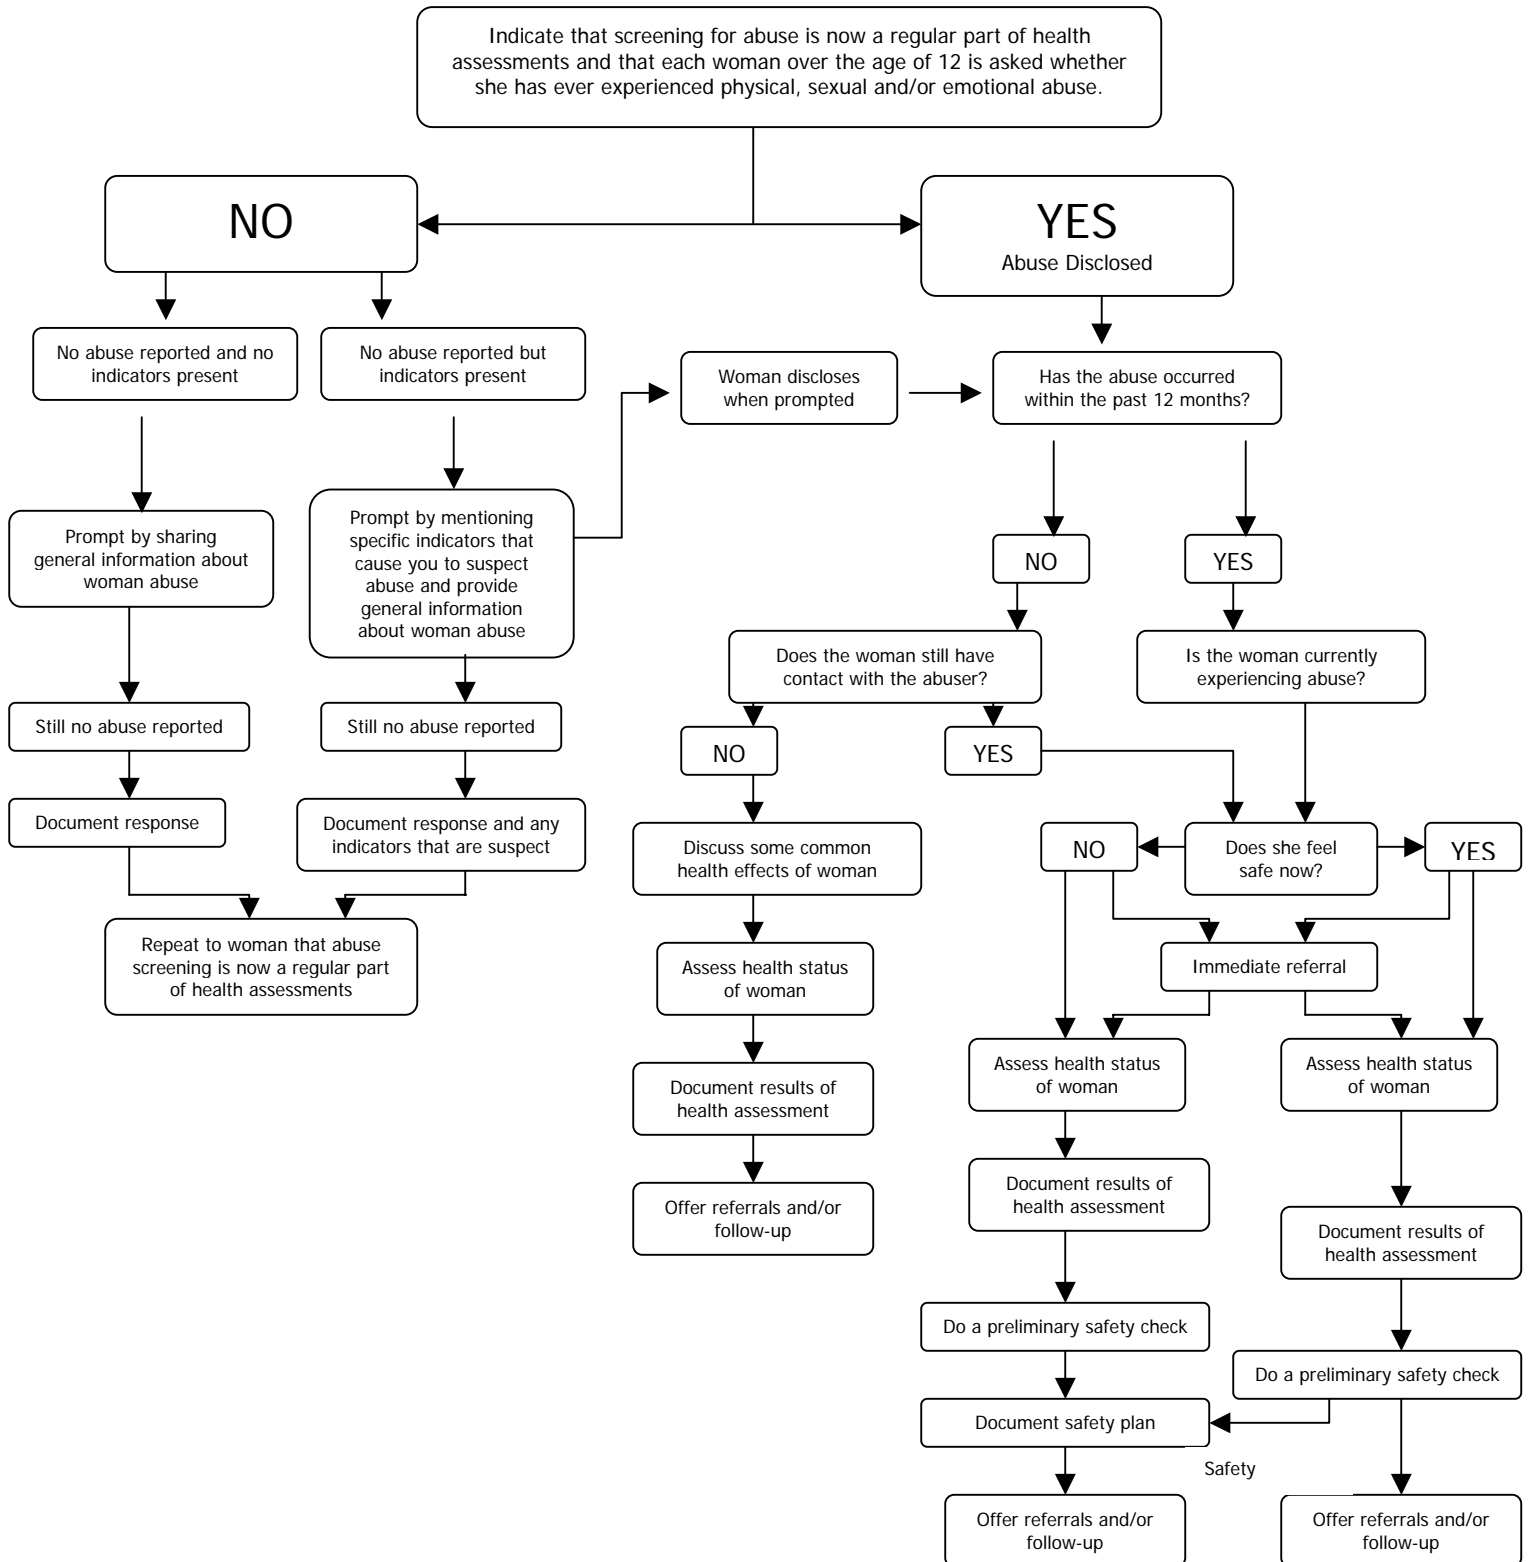 Indicate that screening for abuse is now a regular part of health
assessments and that each woman over the age of 12 is asked whether
she has ever experienced physical, sexual and/or emotional abuse.
NO
YES
Abuse Disclosed
No abuse reported and no
indicators present
No abuse reported but
indicators present
Woman discloses
when prompted
Has the abuse occurred
within the past 12 months?
Prompt by sharing
general information about
woman abuse
Prompt by mentioning
specific indicators that
cause you to suspect
abuse and provide
general information
about woman abuse
NO
YES
Does the woman still have
contact with the abuser?
Is the woman currently
experiencing abuse?
Still no abuse reported
Still no abuse reported
NO
YES
Document response
Document response and any
indicators that are suspect
Discuss some common
health effects of woman
NO
Does she feel
safe now?
YES
Repeat to woman that abuse
screening is now a regular part
of health assessments
Assess health status
of woman
Immediate referral
Document results of
health assessment
Assess health status
of woman
Assess health status
of woman
Offer referrals and/or
follow-up
Document results of
health assessment
Document results of
health assessment
Do a preliminary safety check
Do a preliminary safety check
Document safety plan
Safety
Offer referrals and/or
follow-up
Offer referrals and/or
follow-up